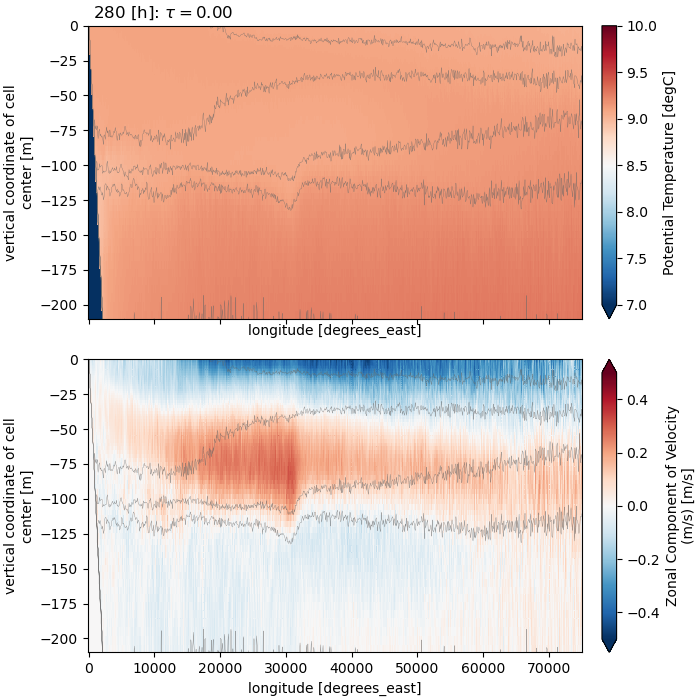 280 [h]: τ = 0.00
0
−25
−50
−75
−100
−125
−150
−175
−200
vertical coordinate of cell
center [m]
longitude [degrees_east]
10.0
9.5
9.0
8.5
8.0
7.5
7.0
Potential Temperature [degC]
0
−25
−50
−75
−100
−125
−150
−175
−200
vertical coordinate of cell
center [m]
0 10000 20000 30000 40000 50000 60000 70000
longitude [degrees_east]
0.4
0.2
0.0
−0.2
−0.4
Zonal Component of Velocity
(m/s) [m/s]